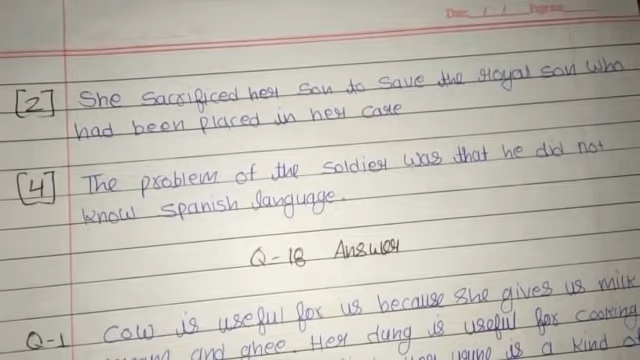 Date / /
[2] She sacrificed her son to save the royal son who
had been placed in her care
[4] The problem of the soldier was that he did not
know spanish language.
Q-18 Answer
Q-1 Cow is useful for us because she gives us milk
and ghee. Her dung is useful for cooking
is a kind of